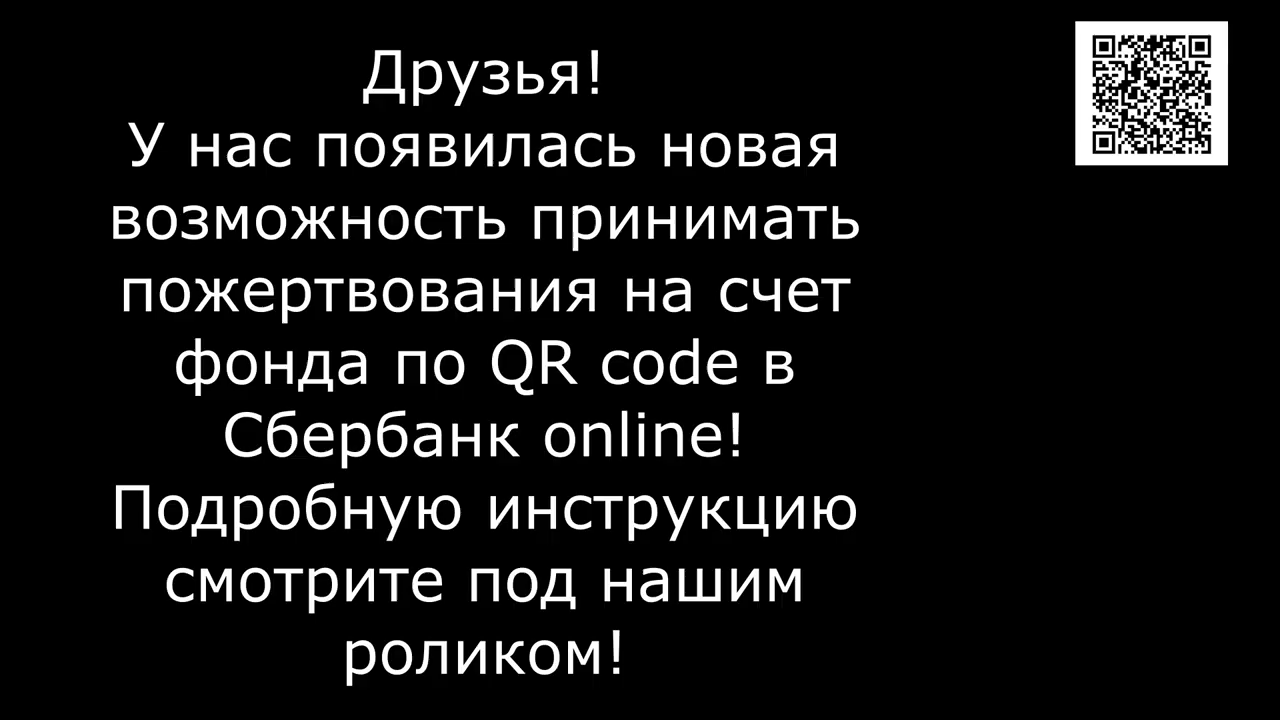 Друзья!
У нас появилась новая
возможность принимать
пожертвования на счет
фонда по QR code в
Сбербанк online!
Подробную инструкцию
смотрите под нашим
роликом!